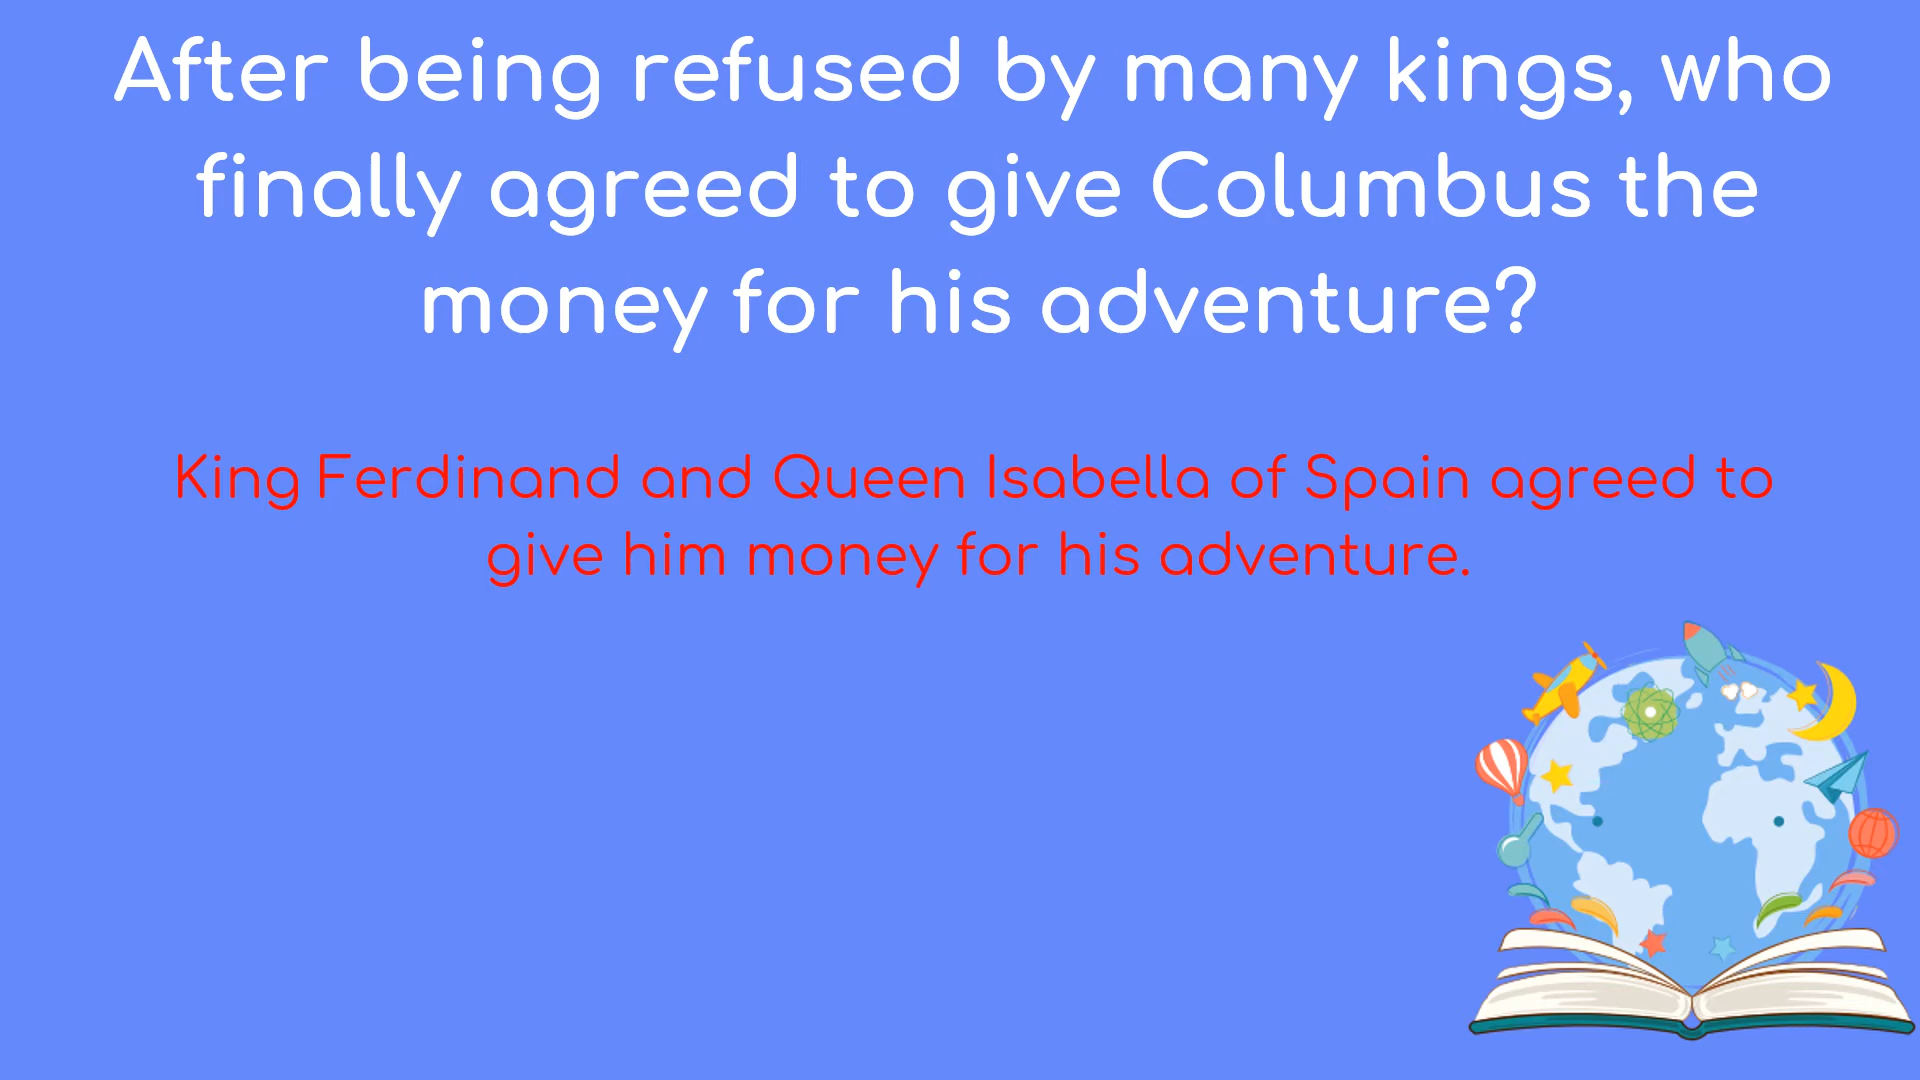 After being refused by many kings, who
finally agreed to give Columbus the
money for his adventure?
King Ferdinand and Queen Isabella of Spain agreed to
give him money for his adventure.